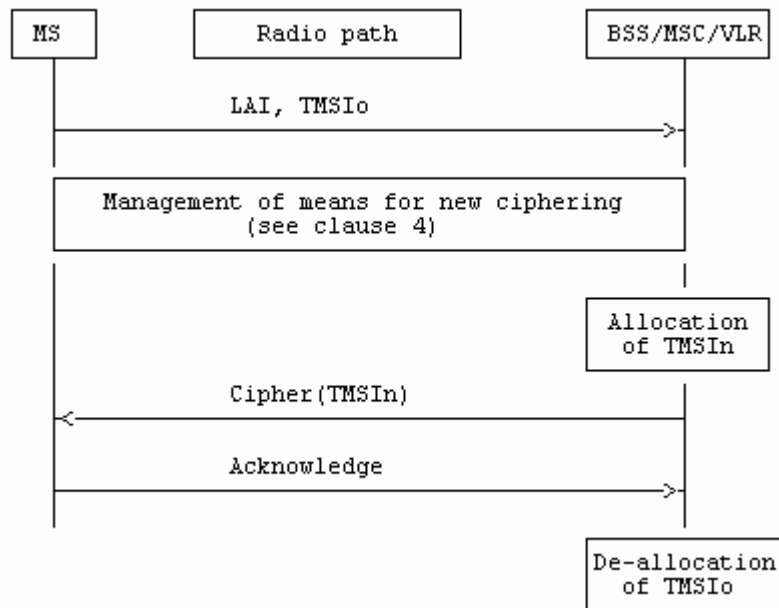 MS
Radio path
BSS/MSC/VLR
LAI, TMSIo
Management of means for new ciphering
(see clause 4)
Allocation
of TMSIn
Cipher(TMSIn)
Acknowledge
De-allocation
of TMSIo